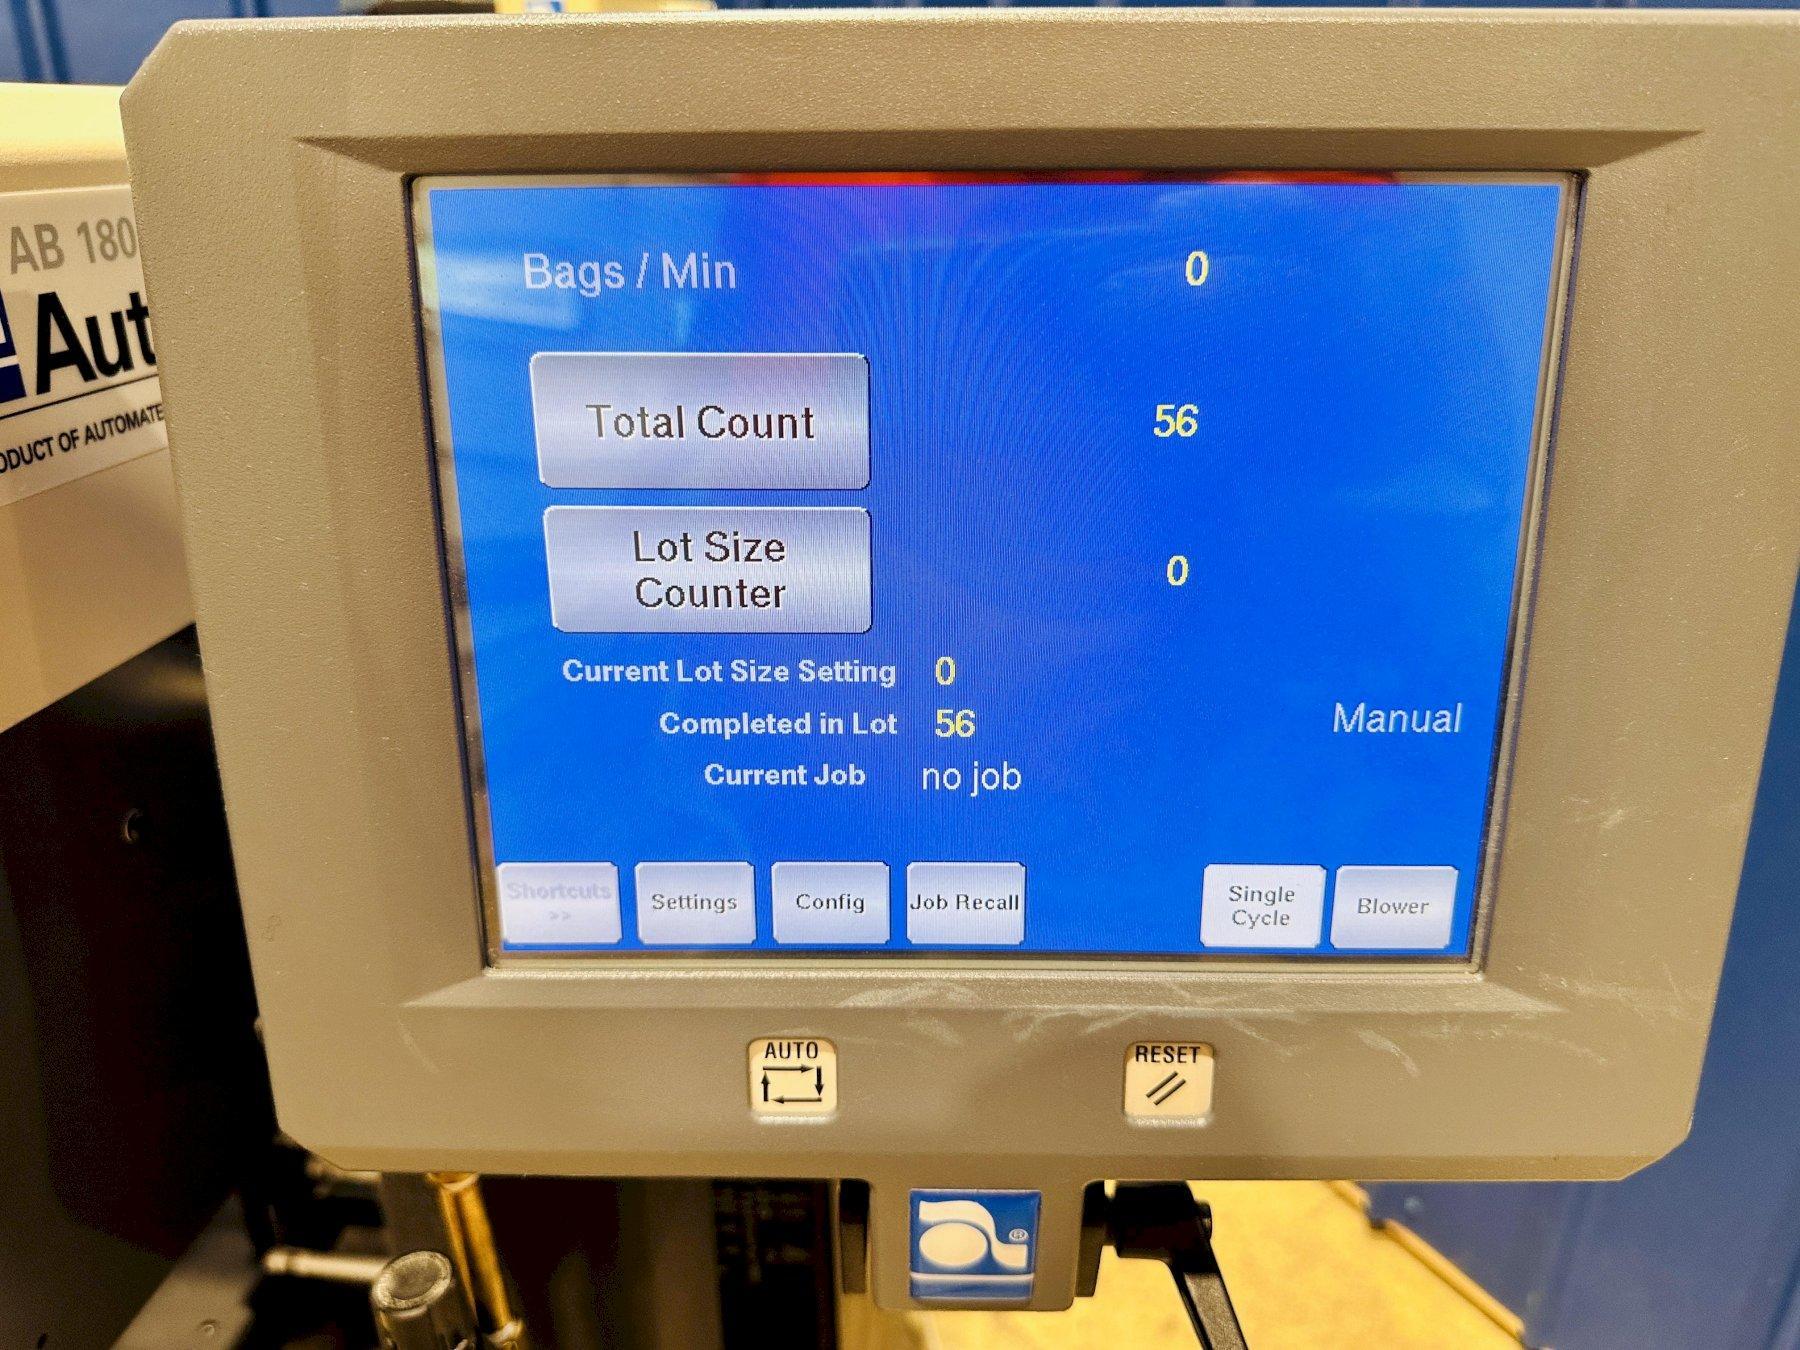 AB 180
Aut
ODUCT OF AUTOMATE
Bags / Min 0
Total Count 56
Lot Size
Counter 0
Current Lot Size Setting 0
Completed in Lot 56
Manual
Current Job no job
Shortcuts
>>
Settings
Config
Job Recall
Single
Cycle
Blower
AUTO
RESET
®